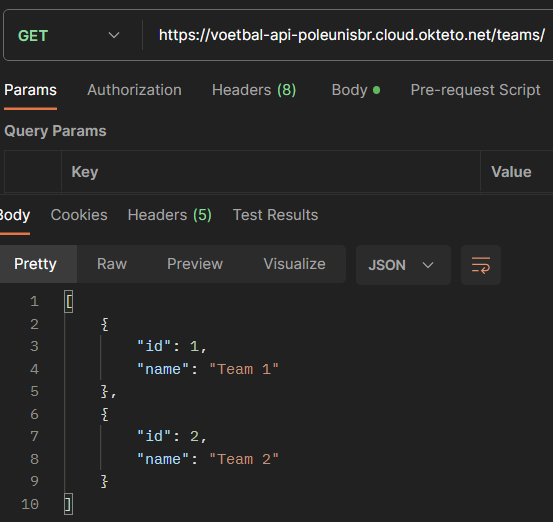 GET https://voetbal-api-poleunisbr.cloud.okteto.net/teams/
Params Authorization Headers (8) Body Pre-request Script
Query Params
Key Value
Body Cookies Headers (5) Test Results
Pretty Raw Preview Visualize JSON
1 [
2 {
3 "id": 1,
4 "name": "Team 1"
5 },
6 {
7 "id": 2,
8 "name": "Team 2"
9 }
10 ]